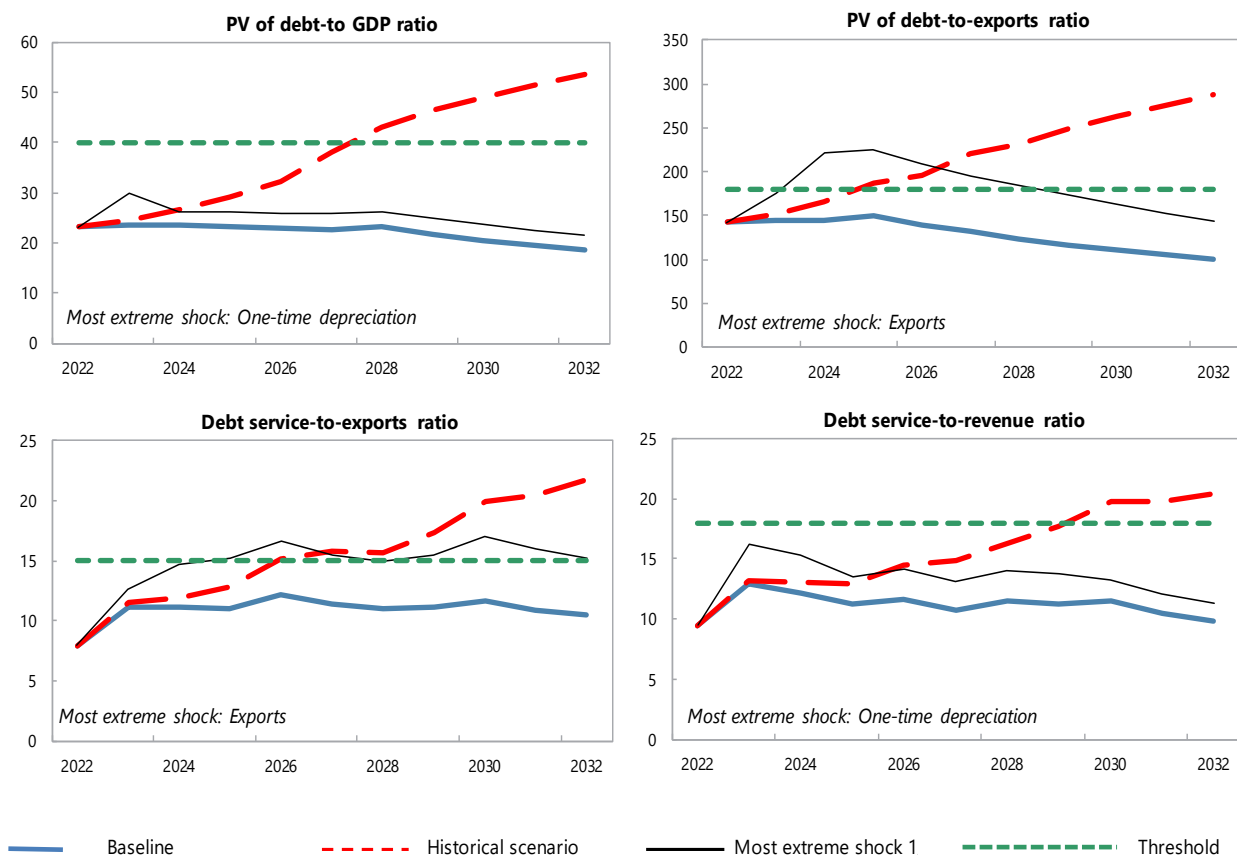 PV of debt-to GDP ratio
60
50
40
30
20
10
0
Most extreme shock: One-time depreciation
2022 2024 2026 2028 2030 2032
PV of debt-to-exports ratio
350
300
250
200
150
100
50
0
Most extreme shock: Exports
2022 2024 2026 2028 2030 2032
Debt service-to-exports ratio
25
20
15
10
5
0
Most extreme shock: Exports
2022 2024 2026 2028 2030 2032
Debt service-to-revenue ratio
25
20
15
10
5
0
Most extreme shock: One-time depreciation
2022 2024 2026 2028 2030 2032
Baseline Historical scenario Most extreme shock 1 Threshold